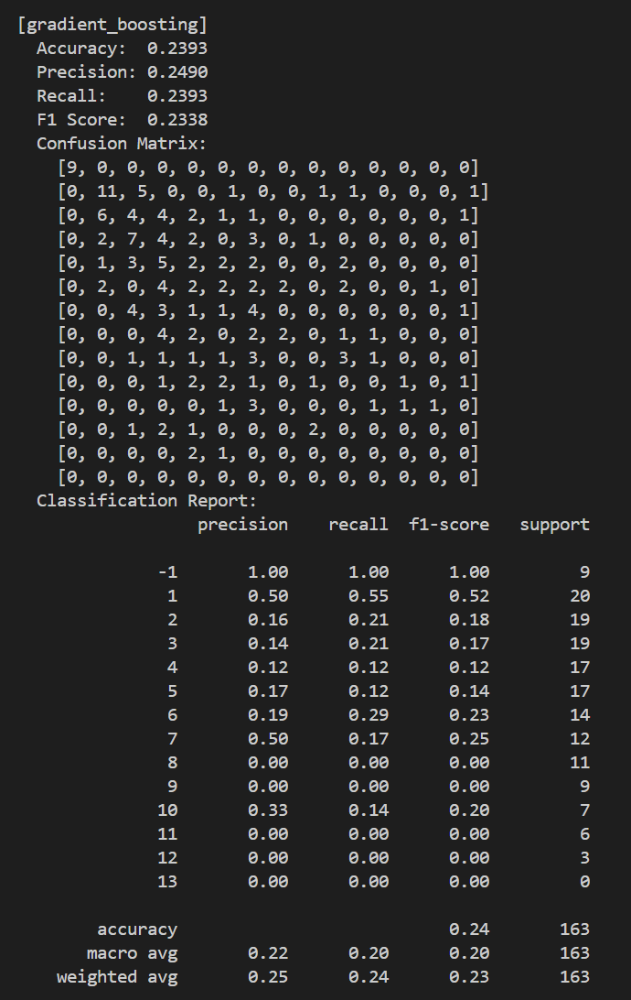 [gradient_boosting]
Accuracy: 0.2393
Precision: 0.2490
Recall: 0.2393
F1 Score: 0.2338
Confusion Matrix:
[9, 0, 0, 0, 0, 0, 0, 0, 0, 0, 0, 0, 0, 0]
[0, 11, 5, 0, 0, 1, 0, 0, 1, 1, 0, 0, 0, 1]
[0, 6, 4, 4, 2, 1, 1, 0, 0, 0, 0, 0, 0, 1]
[0, 2, 7, 4, 2, 0, 3, 0, 1, 0, 0, 0, 0, 0]
[0, 1, 3, 5, 2, 2, 2, 0, 0, 2, 0, 0, 0, 0]
[0, 2, 0, 4, 2, 2, 2, 2, 0, 2, 0, 0, 1, 0]
[0, 0, 4, 3, 1, 1, 4, 0, 0, 0, 0, 0, 0, 1]
[0, 0, 0, 4, 2, 0, 2, 2, 0, 1, 1, 0, 0, 0]
[0, 0, 1, 1, 1, 1, 3, 0, 0, 3, 1, 0, 0, 0]
[0, 0, 0, 1, 2, 2, 1, 0, 1, 0, 0, 1, 0, 1]
[0, 0, 0, 0, 0, 1, 3, 0, 0, 0, 1, 1, 1, 0]
[0, 0, 1, 2, 1, 0, 0, 0, 2, 0, 0, 0, 0, 0]
[0, 0, 0, 0, 2, 1, 0, 0, 0, 0, 0, 0, 0, 0]
[0, 0, 0, 0, 0, 0, 0, 0, 0, 0, 0, 0, 0, 0]
Classification Report:
precision recall f1-score support
-1 1.00 1.00 1.00 9
1 0.50 0.55 0.52 20
2 0.16 0.21 0.18 19
3 0.14 0.21 0.17 19
4 0.12 0.12 0.12 17
5 0.17 0.12 0.14 17
6 0.19 0.29 0.23 14
7 0.50 0.17 0.25 12
8 0.00 0.00 0.00 11
9 0.00 0.00 0.00 9
10 0.33 0.14 0.20 7
11 0.00 0.00 0.00 6
12 0.00 0.00 0.00 3
13 0.00 0.00 0.00 0
accuracy 0.24 163
macro avg 0.22 0.20 0.20 163
weighted avg 0.25 0.24 0.23 163